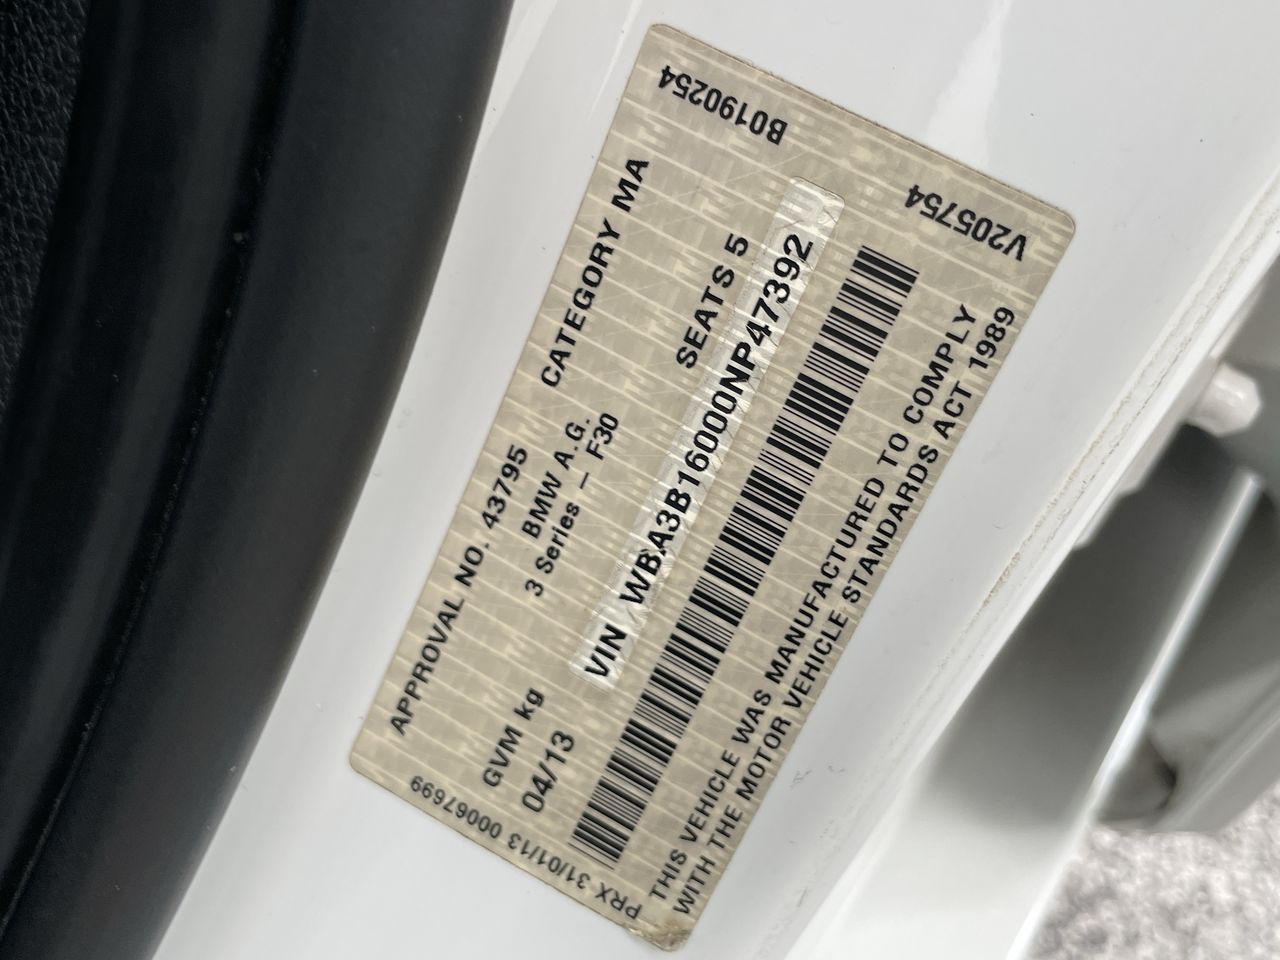 APPROVAL NO. 43795 CATEGORY MA
BMW A.G.
3 Series – F30
GVM kg SEATS 5
04/13
VIN WBA3B16000NP47392
THIS VEHICLE WAS MANUFACTURED TO COMPLY
WITH THE MOTOR VEHICLE STANDARDS ACT 1989
PRX 31/01/13 00067699
B0190254
V205754